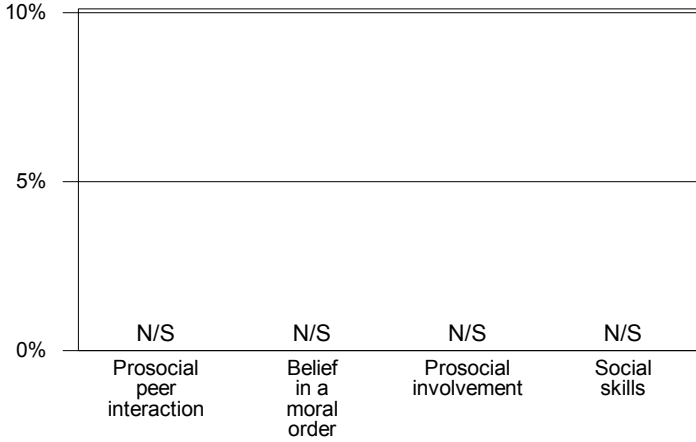 10%
5%
0%
N/S
N/S
N/S
N/S
Prosocial
peer
interaction
Belief
in a
moral
order
Prosocial
involvement
Social
skills